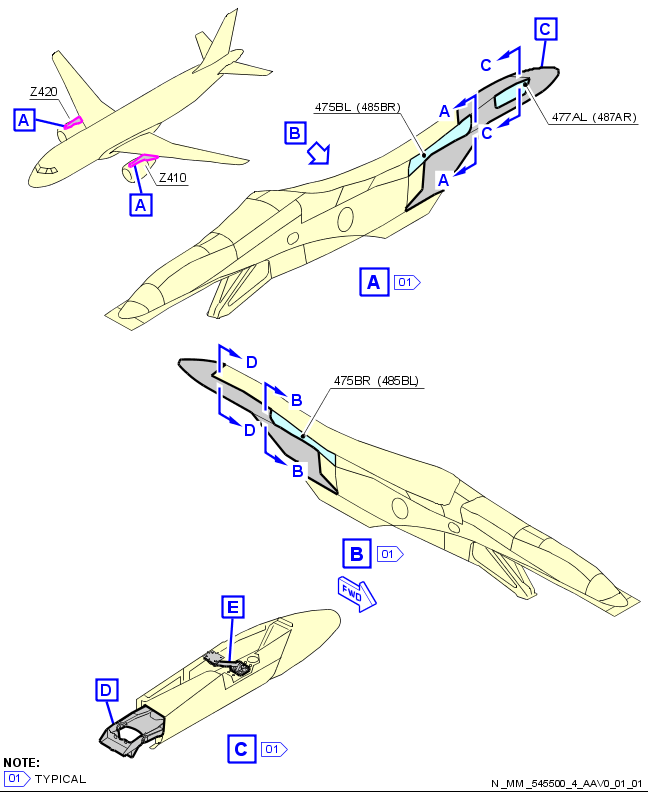 C
C
Z420
A
475BL (485BR)
A
477AL (487AR)
B
C
A
Z410
A
A 01
D
475BR (485BL)
B
D
B
B 01
FWD
E
D
C 01
NOTE:
01 TYPICAL
N_MM_545500_4_AAV0_01_01